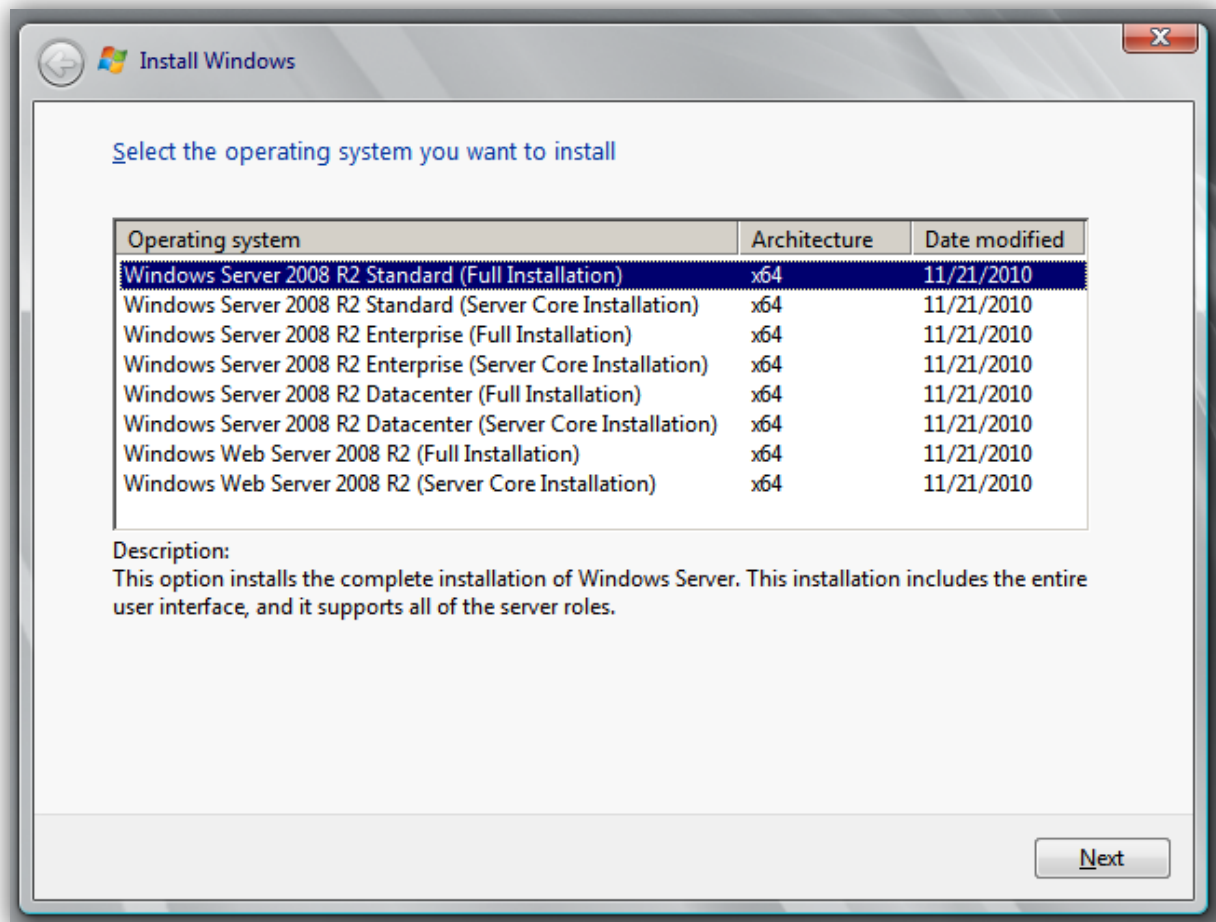 Install Windows
Select the operating system you want to install
Operating system Architecture Date modified
Windows Server 2008 R2 Standard (Full Installation) x64 11/21/2010
Windows Server 2008 R2 Standard (Server Core Installation) x64 11/21/2010
Windows Server 2008 R2 Enterprise (Full Installation) x64 11/21/2010
Windows Server 2008 R2 Enterprise (Server Core Installation) x64 11/21/2010
Windows Server 2008 R2 Datacenter (Full Installation) x64 11/21/2010
Windows Server 2008 R2 Datacenter (Server Core Installation) x64 11/21/2010
Windows Web Server 2008 R2 (Full Installation) x64 11/21/2010
Windows Web Server 2008 R2 (Server Core Installation) x64 11/21/2010
Description:
This option installs the complete installation of Windows Server. This installation includes the entire
user interface, and it supports all of the server roles.
Next